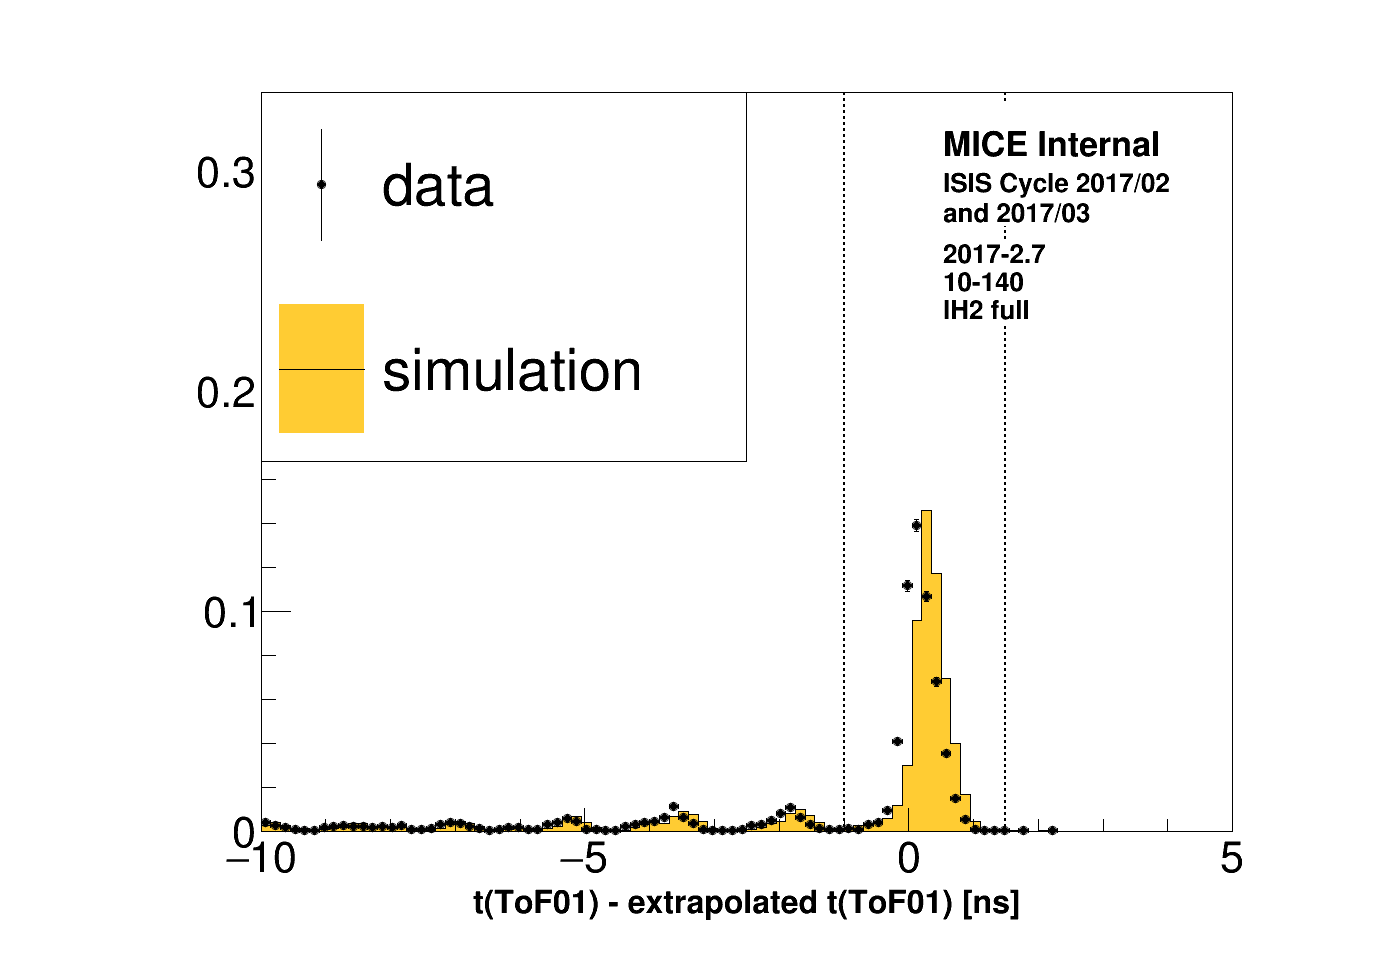 data
simulation
MICE Internal
ISIS Cycle 2017/02
and 2017/03
2017-2.7
10-140
lH2 full
0.3
0.2
0.1
0
−10
−5
0
5
t(ToF01) - extrapolated t(ToF01) [ns]